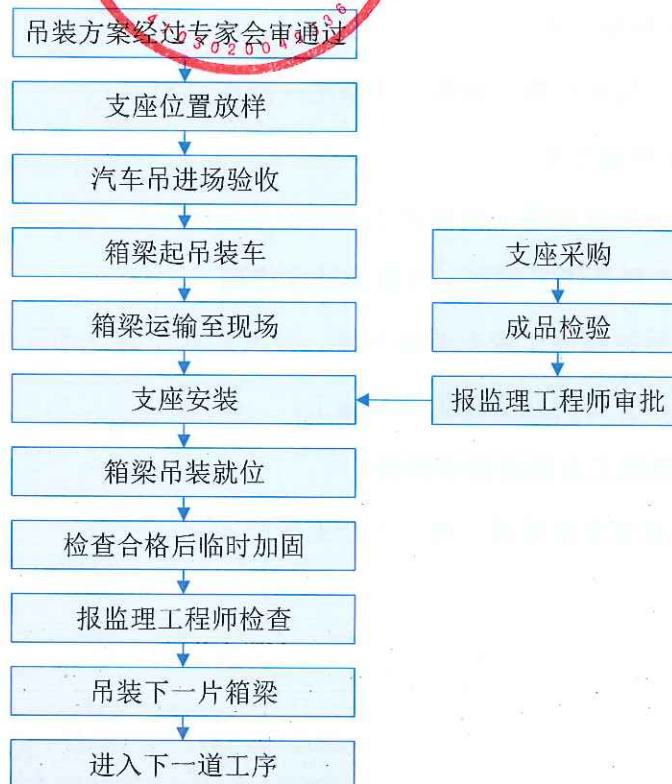 吊装方案经过专家会审通过
支座位置放样
汽车吊进场验收
箱梁起吊装车
支座采购
箱梁运输至现场
成品检验
支座安装
报监理工程师审批
箱梁吊装就位
检查合格后临时加固
报监理工程师检查
吊装下一片箱梁
进入下一道工序